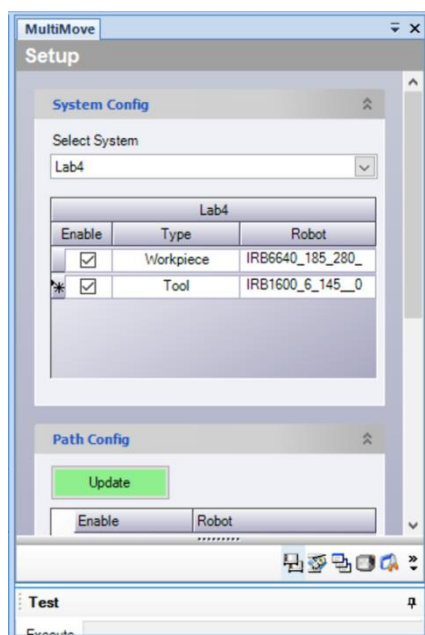 MultiMove
Setup
System Config
Select System
Lab4
Lab4
Enable Type Robot
Workpiece IRB6640_185_280_
Tool IRB1600_6_145__0
Path Config
Update
Enable Robot
Test
Execute